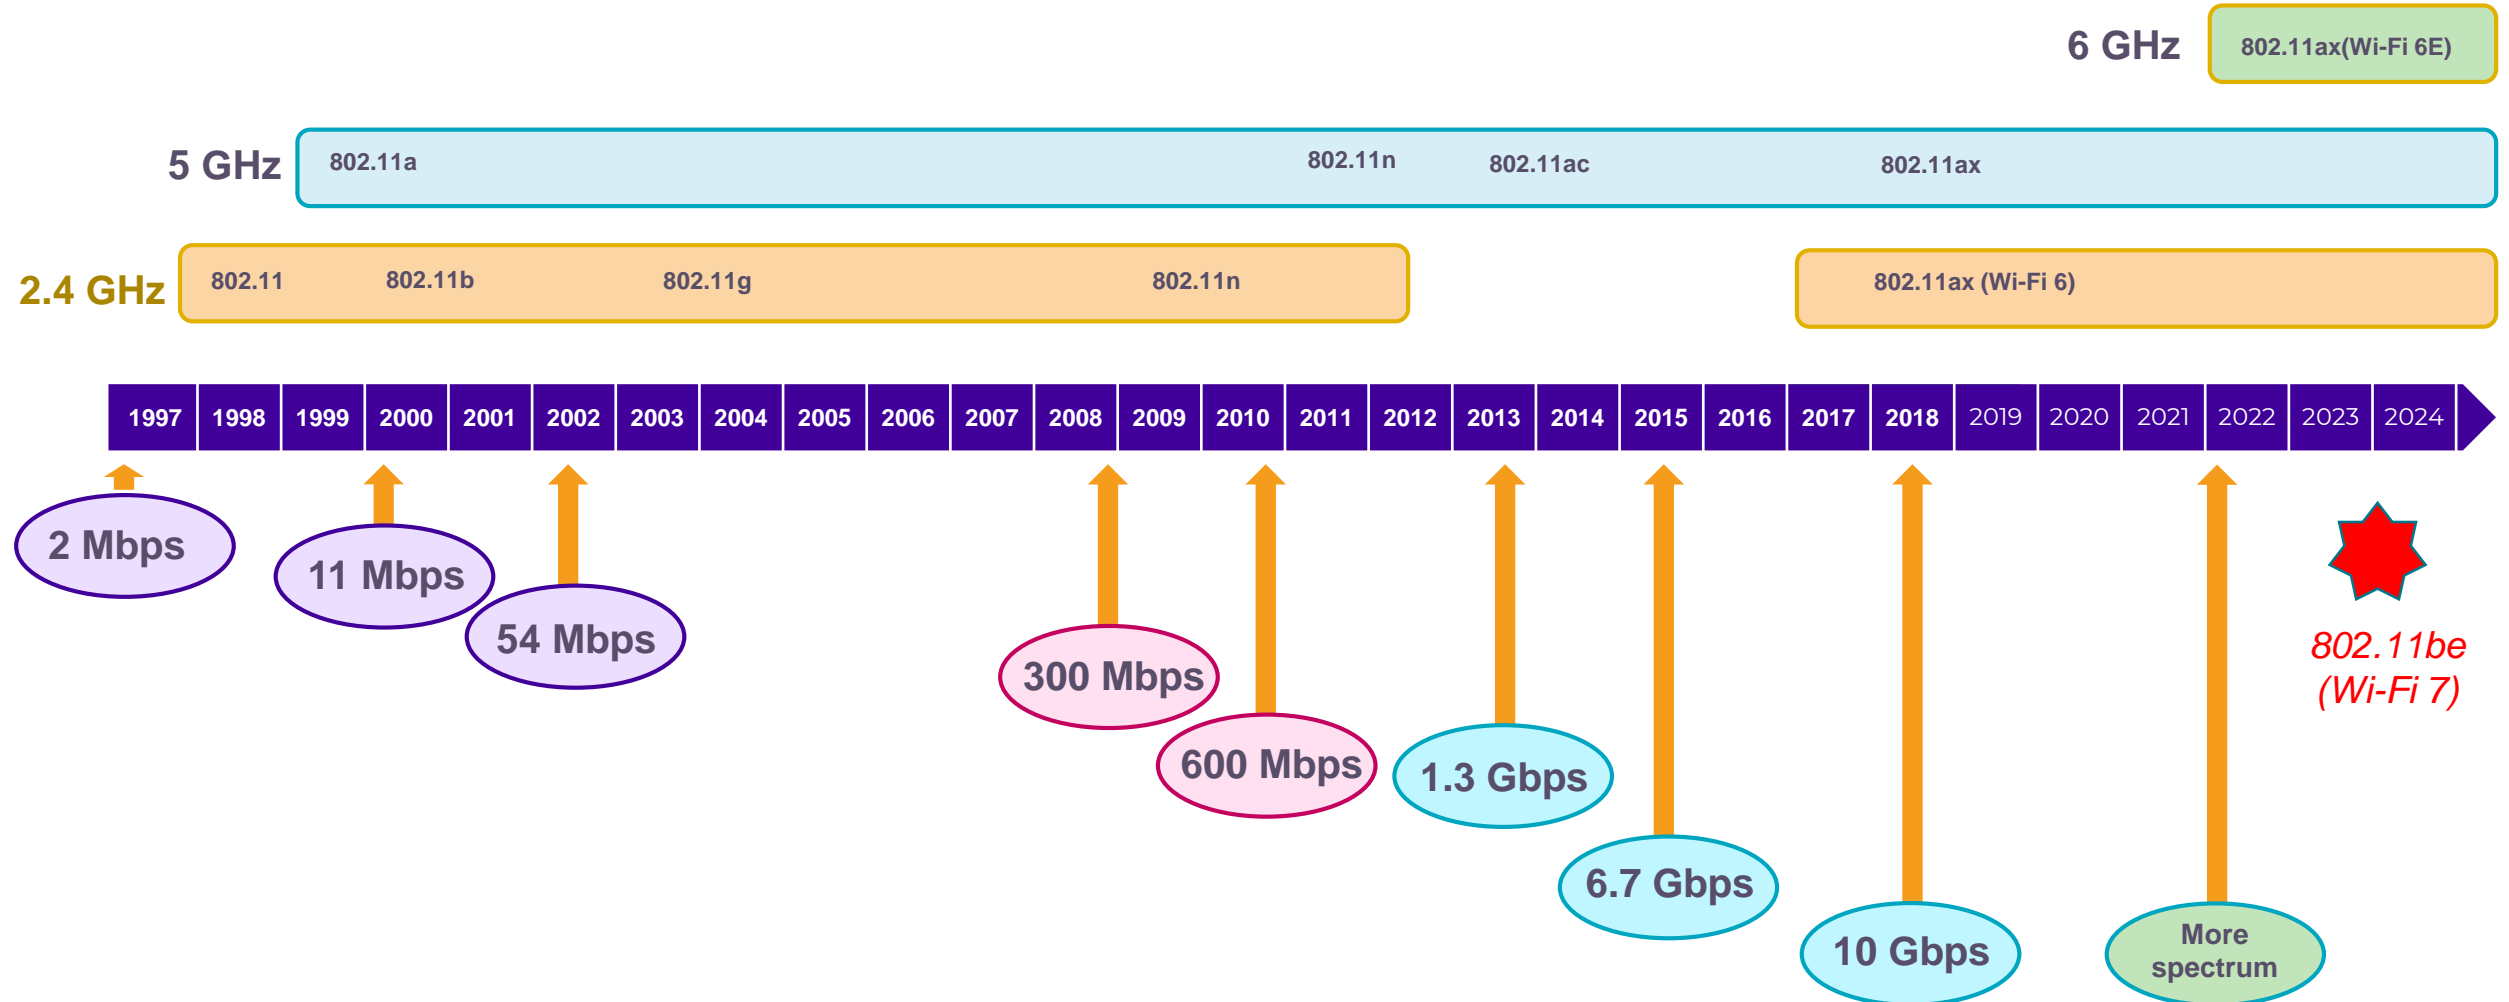 6 GHz
802.11ax(Wi-Fi 6E)
5 GHz
802.11a
802.11n
802.11ac
802.11ax
2.4 GHz
802.11
802.11b
802.11g
802.11n
802.11ax (Wi-Fi 6)
1997 1998 1999 2000 2001 2002 2003 2004 2005 2006 2007 2008 2009 2010 2011 2012 2013 2014 2015 2016 2017 2018 2019 2020 2021 2022 2023 2024
2 Mbps
11 Mbps
54 Mbps
300 Mbps
600 Mbps
1.3 Gbps
6.7 Gbps
10 Gbps
More
spectrum
802.11be
(Wi-Fi 7)